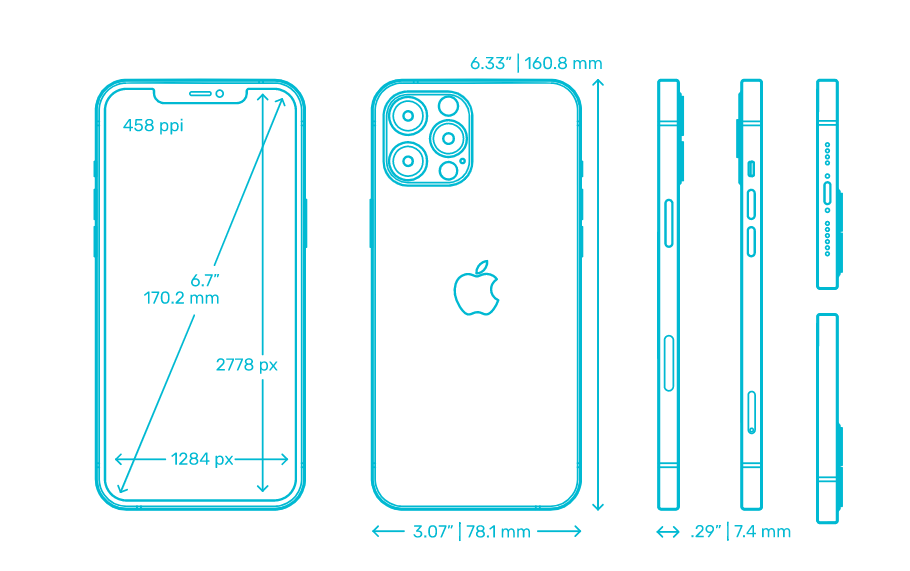 6.33” | 160.8 mm
458 ppi
6.7”
170.2 mm
2778 px
1284 px
3.07” | 78.1 mm
.29” | 7.4 mm